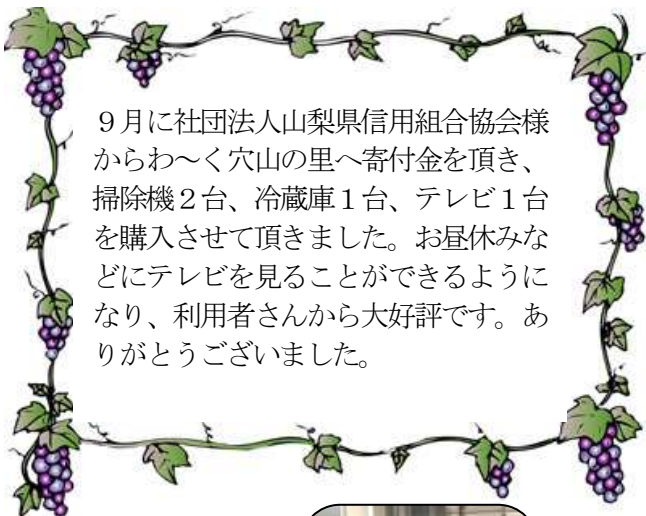 ９月に社団法人山梨県信用組合協会様
からわ～く穴山の里へ寄付金を頂き、
掃除機２台、冷蔵庫１台、テレビ１台
を購入させて頂きました。お昼休みな
どにテレビを見ることができるように
なり、利用者さんから大好評です。あ
りがとうございました。